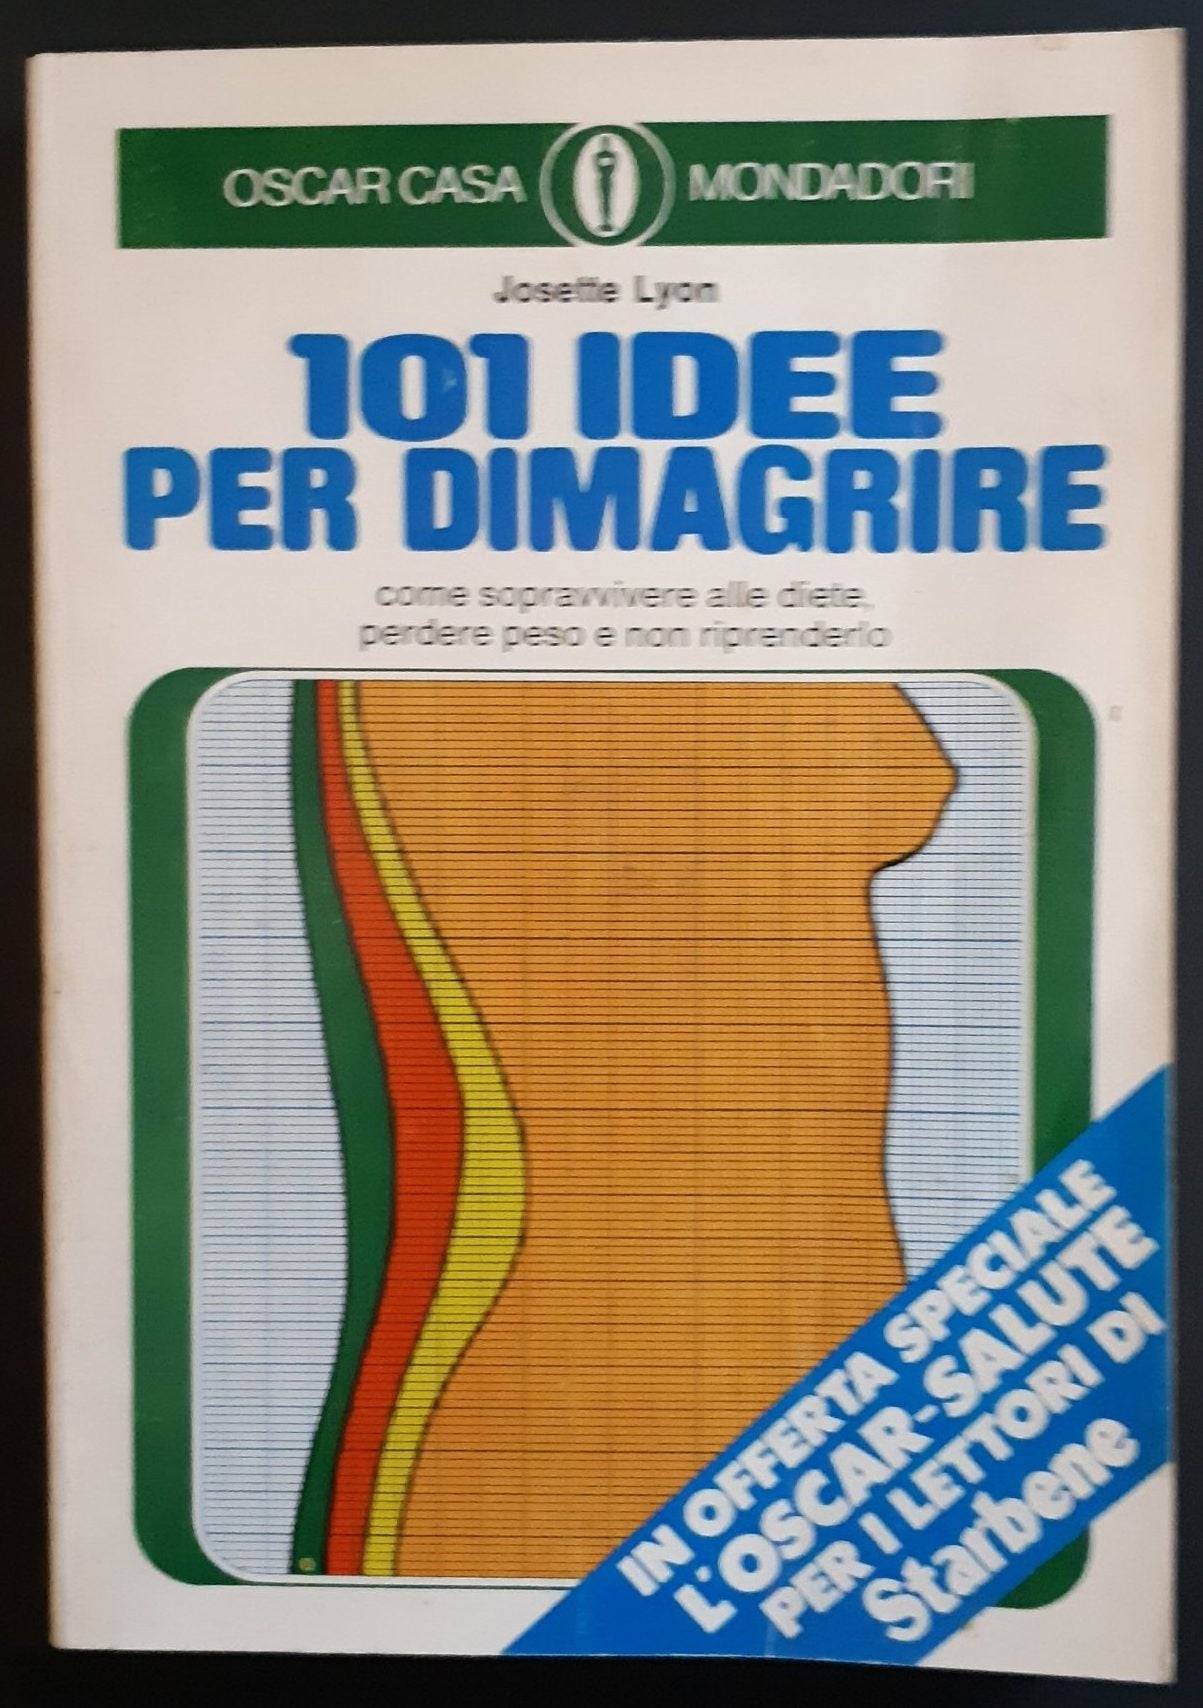 OSCAR CASA MONDADORI
Josette Lyon
101 IDEE
PER DIMAGRIRE
come sopravvivere alle diete,
perdere peso e non riprenderlo
IN OFFERTA SPECIALE
L'OSCAR-SALUTE
PER I LETTORI DI
Starbene